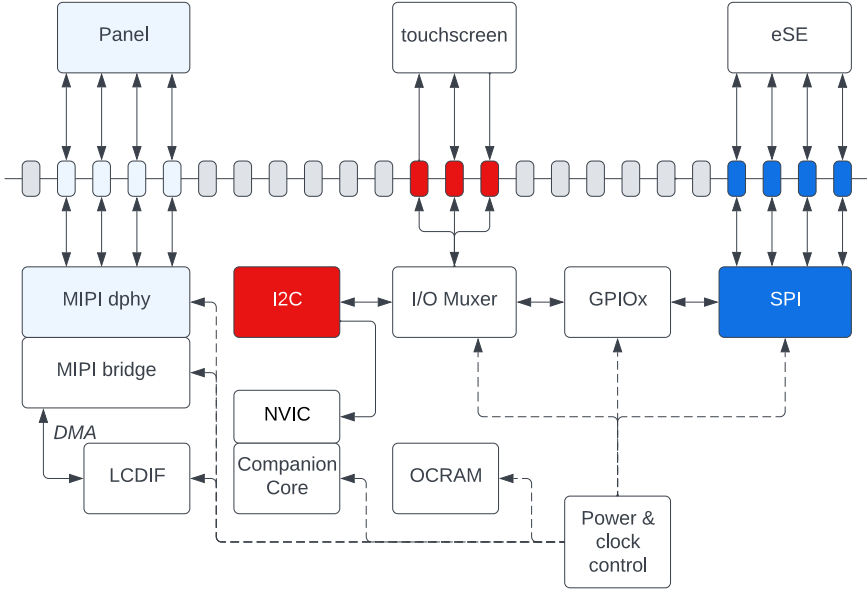 Panel
touchscreen
eSE
MIPI dphy
I2C
I/O Muxer
GPIOx
SPI
MIPI bridge
NVIC
DMA
LCDIF
Companion
Core
OCRAM
Power &
clock
control